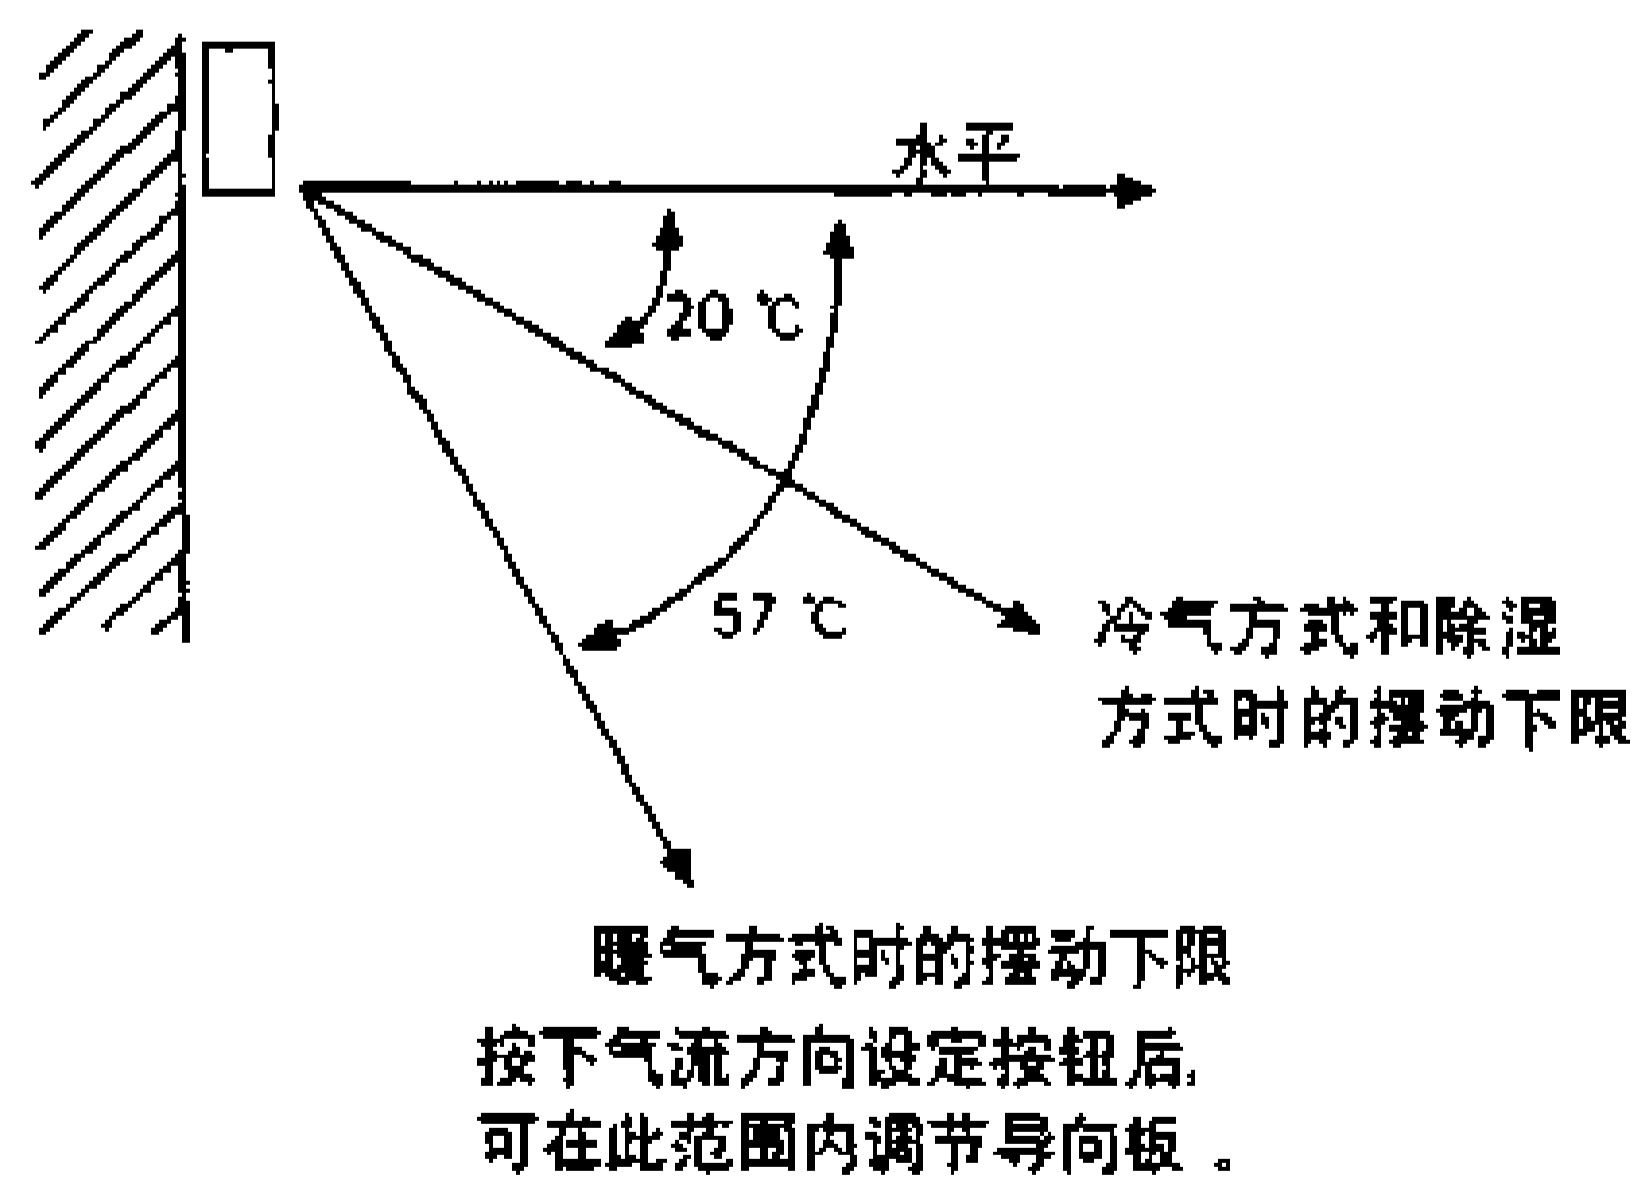 水平
20 ℃
57 ℃
冷气方式和除湿
方式时的摆动下限
暖气方式时的摆动下限
按下气流方向设定按钮后,
可在此范围内调节导向板。